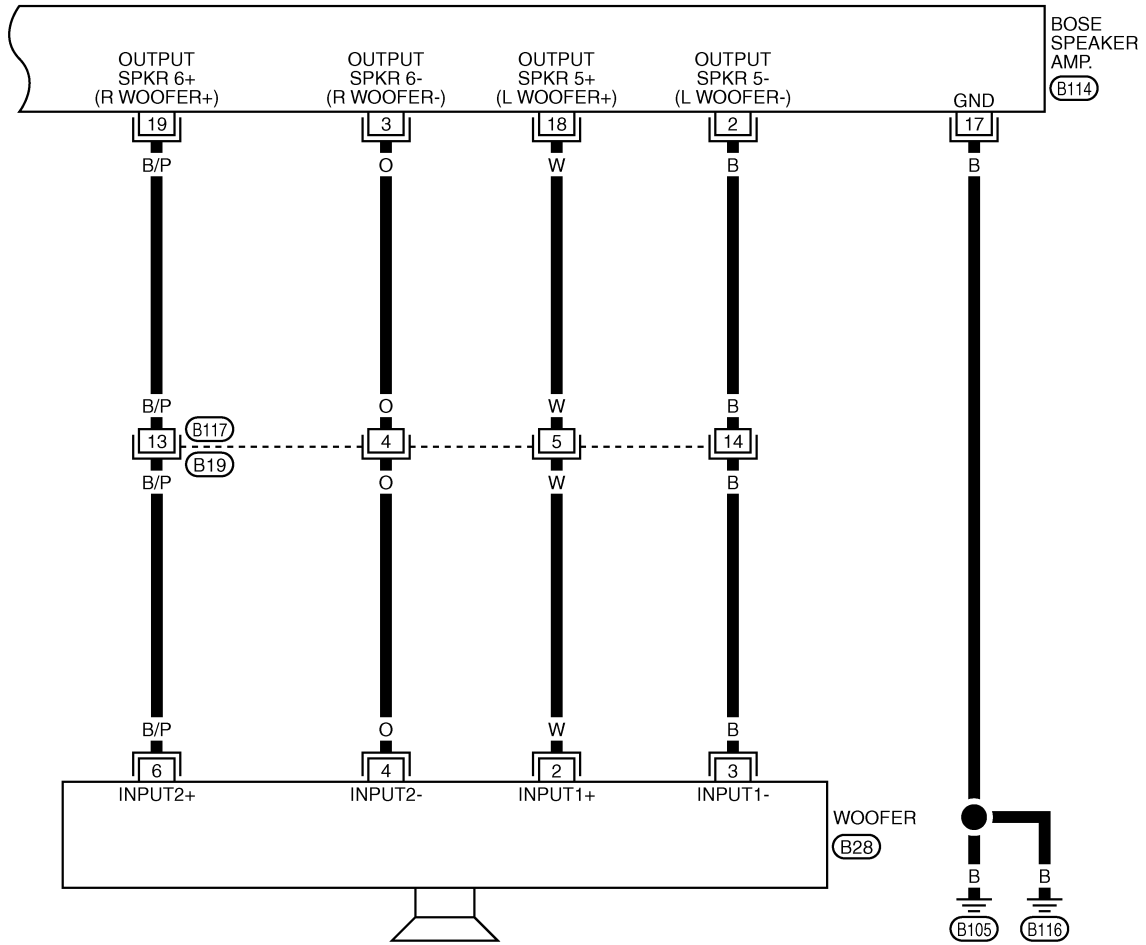 BOSE
SPEAKER
AMP.
B114
OUTPUT
SPKR 6+
(R WOOFER+)
OUTPUT
SPKR 6-
(R WOOFER-)
OUTPUT
SPKR 5+
(L WOOFER+)
OUTPUT
SPKR 5-
(L WOOFER-)
GND
19 3 18 2 17
B/P O W B B
B/P O W B
B117
13 4 5 14
B19
B/P O W B
B/P O W B
6 4 2 3
INPUT2+ INPUT2- INPUT1+ INPUT1-
WOOFER
B28
B B
B105 B116